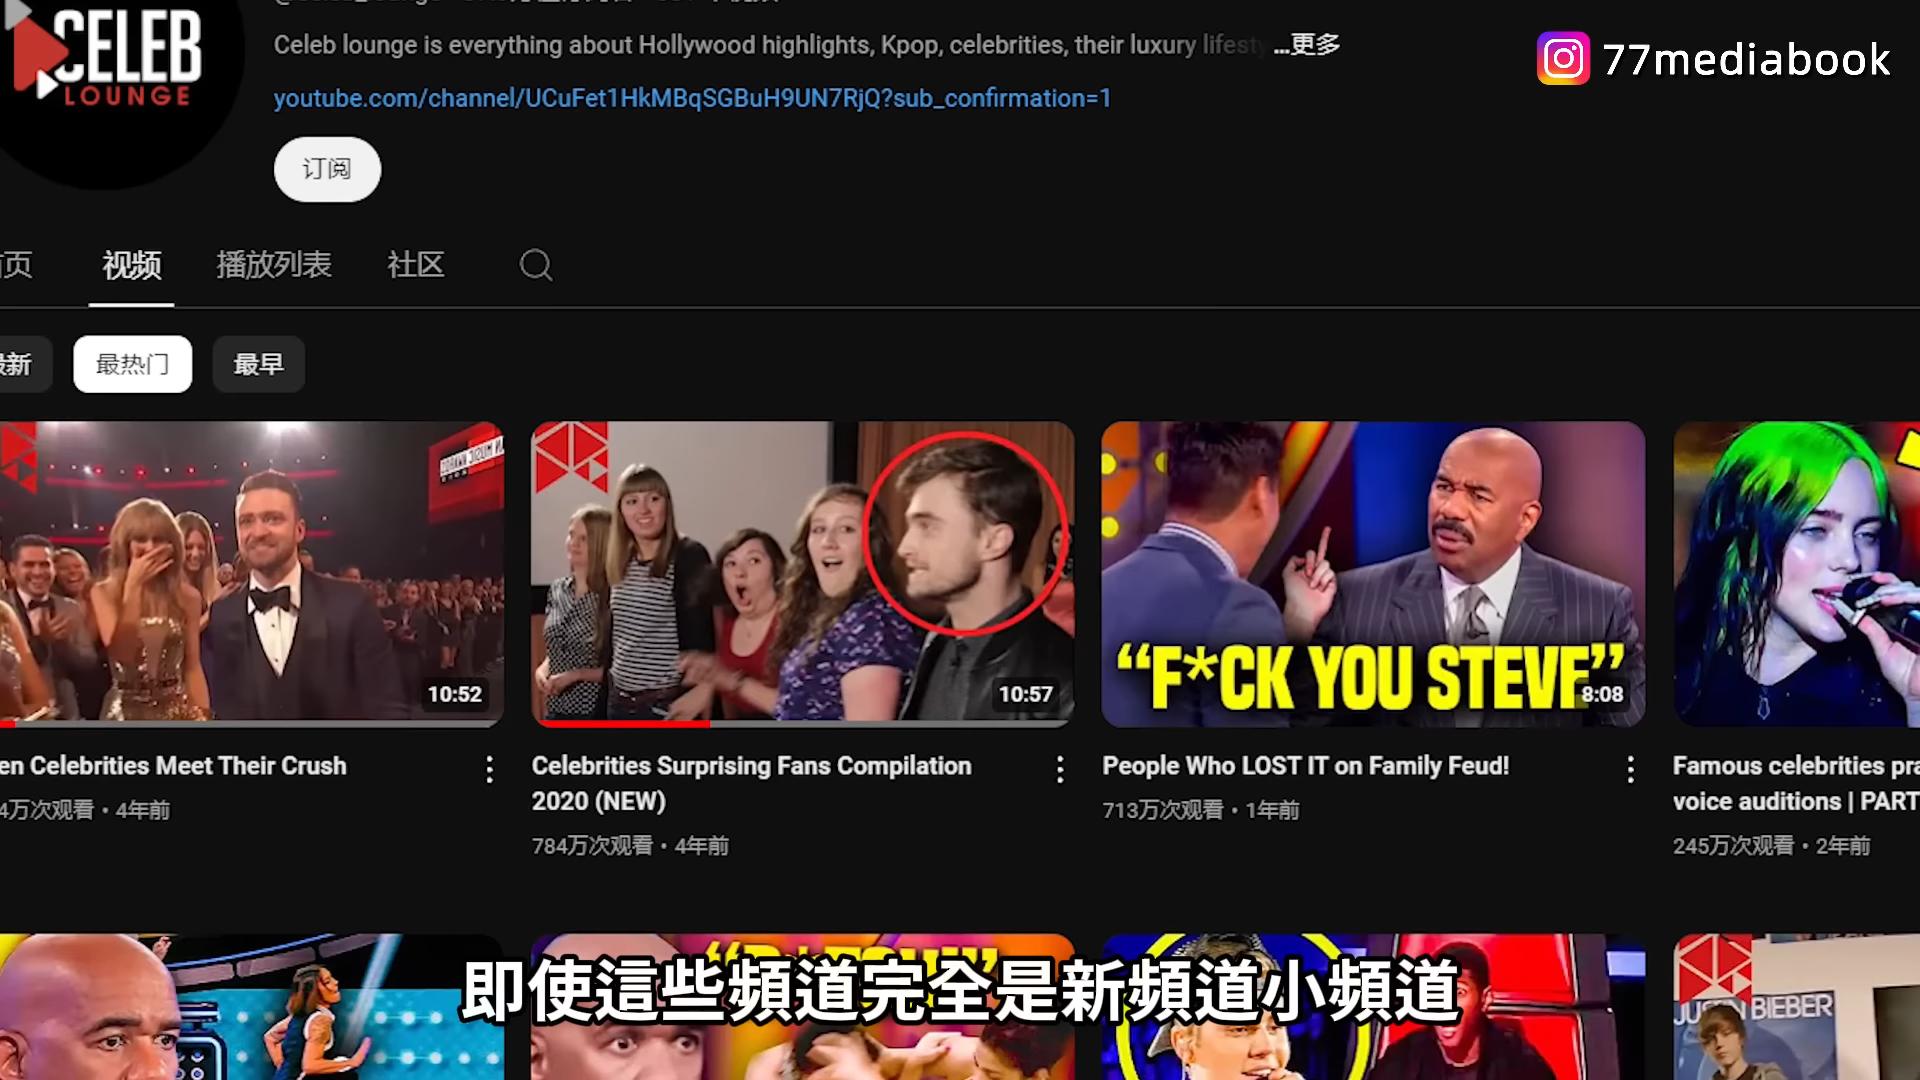 CELEB
LOUNGE
Celeb lounge is everything about Hollywood highlights, Kpop, celebrities, their luxury lifesty ...更多
77mediabook
youtube.com/channel/UCuFet1HkMBqSGBuH9UN7RjQ?sub_confirmation=1
订阅
页 视频 播放列表 社区
最新 最热门 最早
10:52
10:57
“F*CK YOU STEVE”
8:08
en Celebrities Meet Their Crush
4万次观看・4年前
Celebrities Surprising Fans Compilation
2020 (NEW)
784万次观看・4年前
People Who LOST IT on Family Feud!
713万次观看・1年前
Famous celebrities pra
voice auditions | PART
245万次观看・2年前
JUSTIN BIEBER
即使這些頻道完全是新頻道小頻道